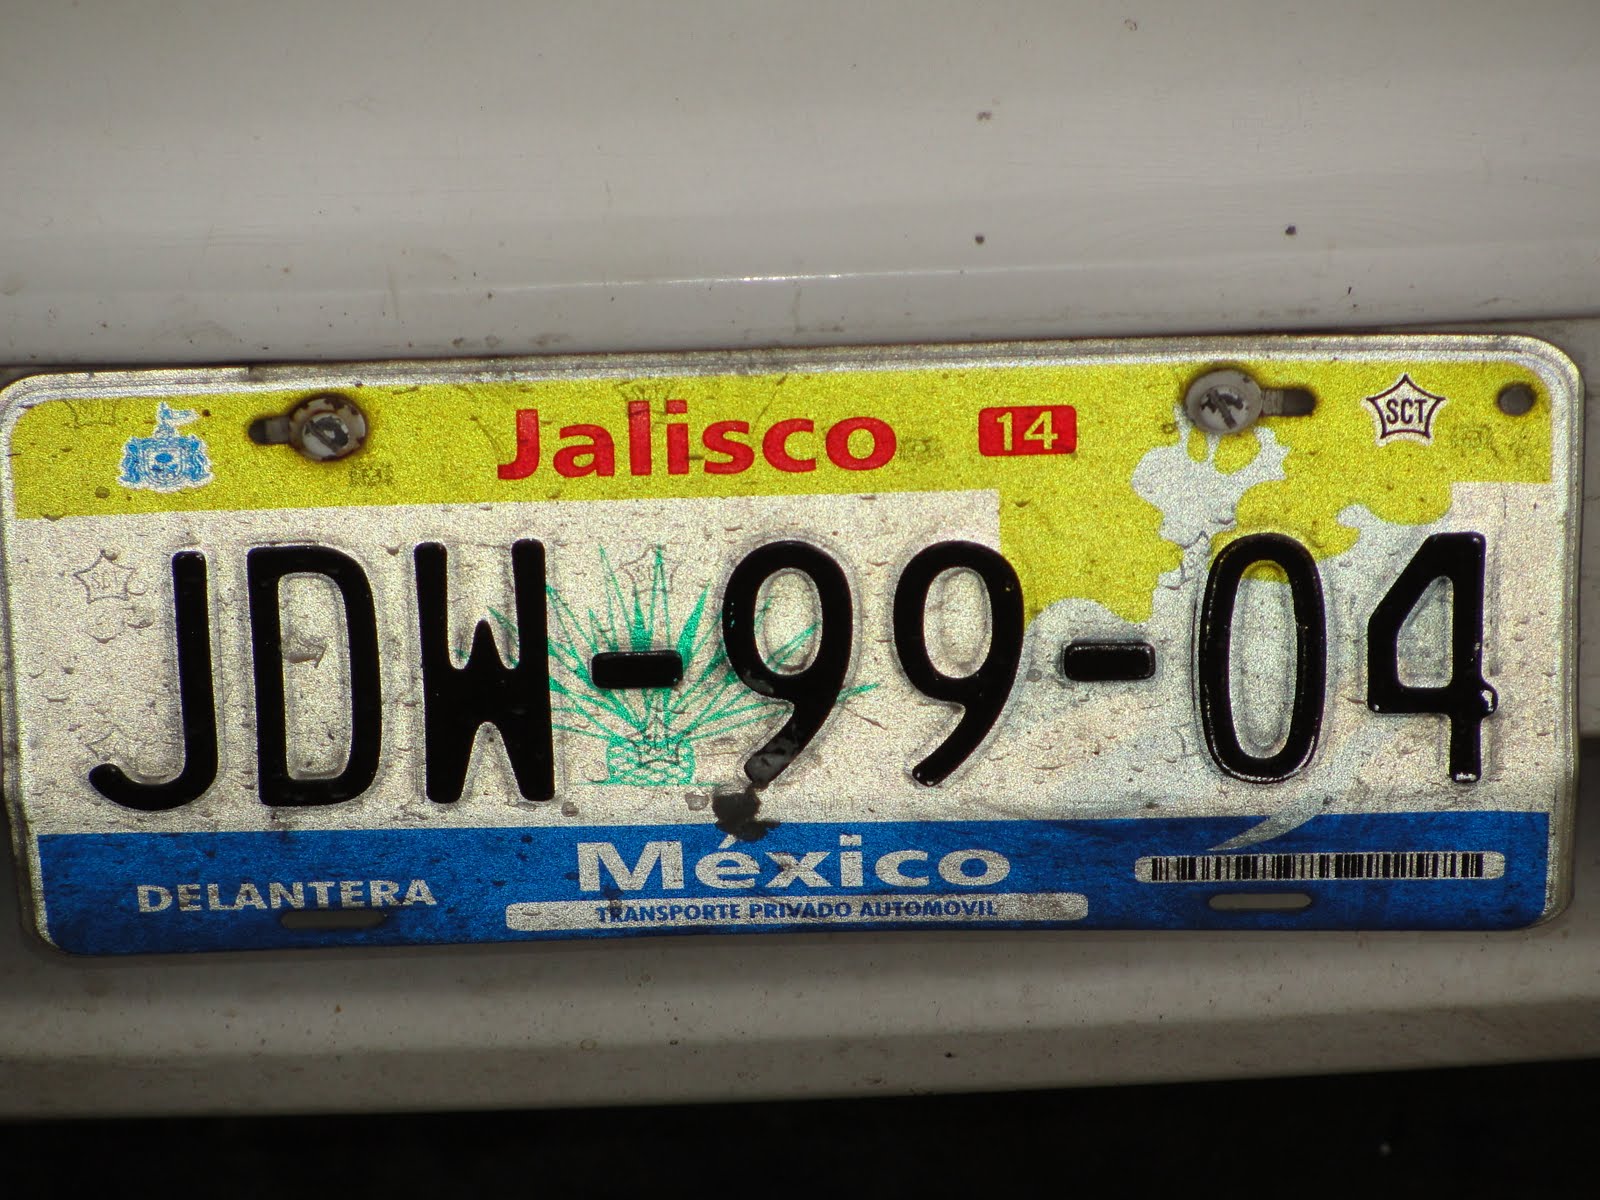 Jalisco 14 SCT
JDW-99-04
México
DELANTERA
TRANSPORTE PRIVADO AUTOMOVIL